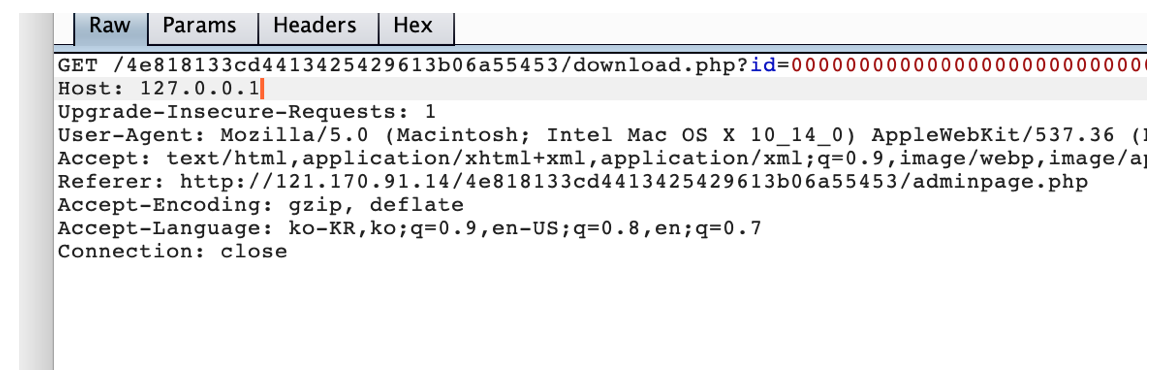 Raw Params Headers Hex
GET /4e818133cd4413425429613b06a55453/download.php?id=000000000000000000000000000
Host: 127.0.0.1
Upgrade-Insecure-Requests: 1
User-Agent: Mozilla/5.0 (Macintosh; Intel Mac OS X 10_14_0) AppleWebKit/537.36 (
Accept: text/html,application/xhtml+xml,application/xml;q=0.9,image/webp,image/ap
Referer: http://121.170.91.14/4e818133cd4413425429613b06a55453/adminpage.php
Accept-Encoding: gzip, deflate
Accept-Language: ko-KR,ko;q=0.9,en-US;q=0.8,en;q=0.7
Connection: close